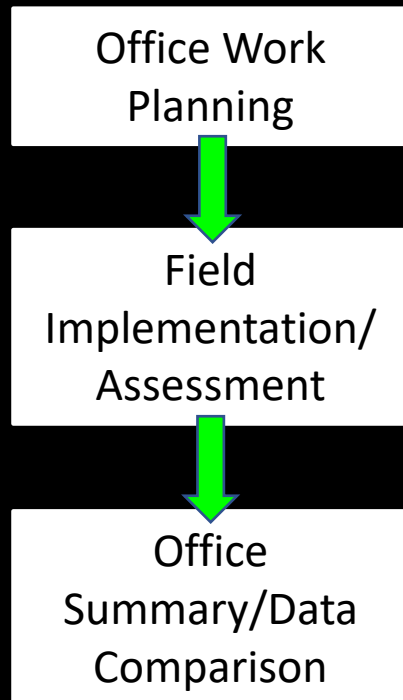 Office Work
Planning
Field
Implementation/
Assessment
Office
Summary/Data
Comparison